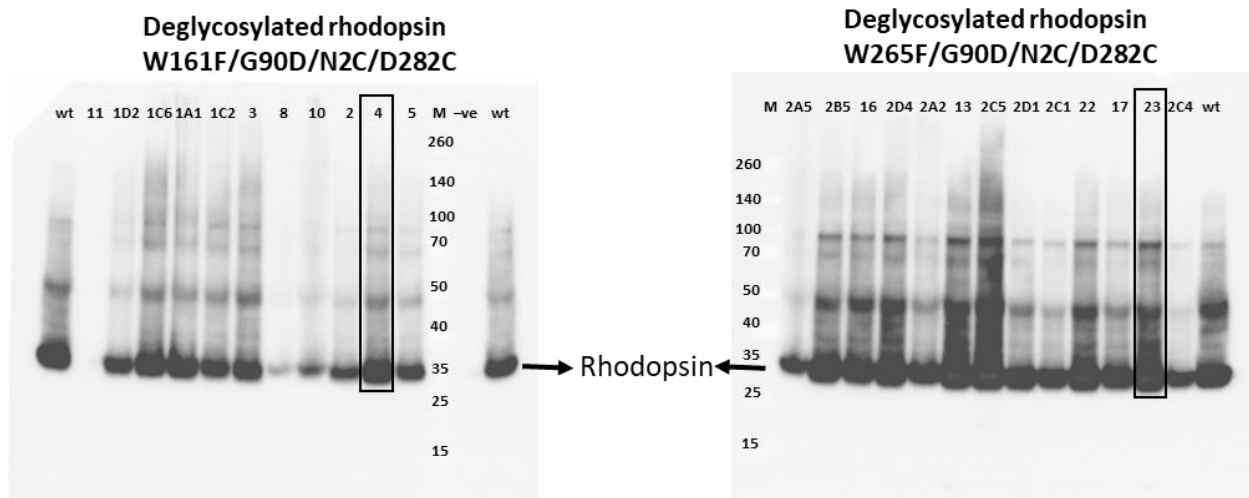 Deglycosylated rhodopsin
W161F/G90D/N2C/D282C
wt 11 1D2 1C6 1A1 1C2 3 8 10 2 4 5 M –ve wt
260
140
100
70
50
40
35
25
15
Rhodopsin
Deglycosylated rhodopsin
W265F/G90D/N2C/D282C
M 2A5 2B5 16 2D4 2A2 13 2C5 2D1 2C1 22 17 23 2C4 wt
260
140
100
70
50
40
35
25
15